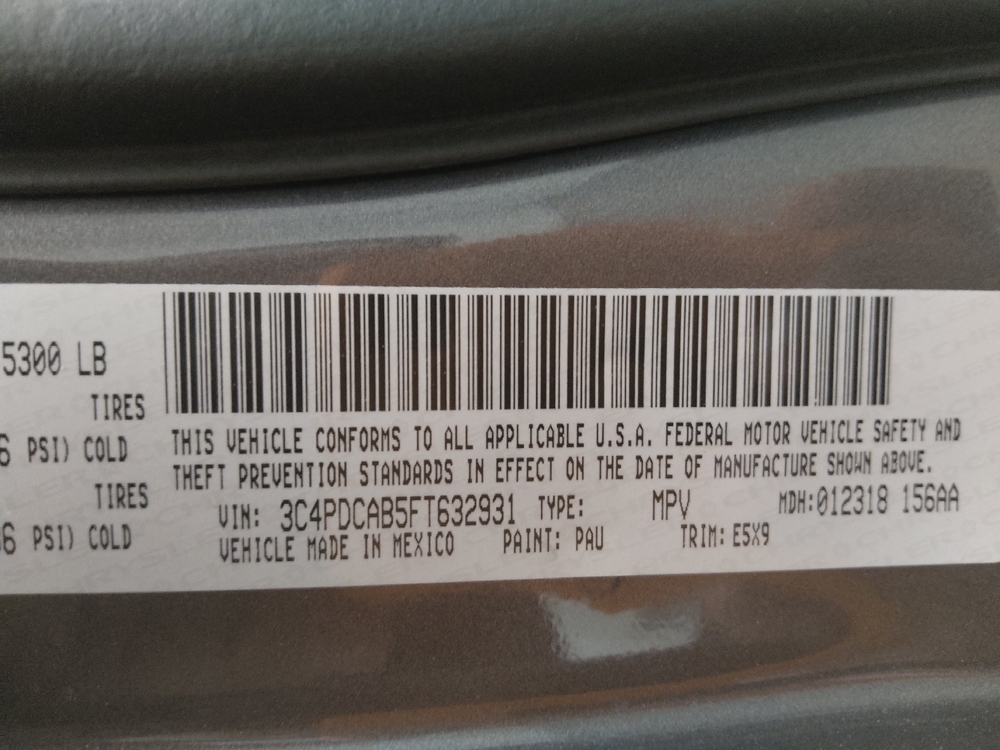 5300 LB
TIRES
6 PSI) COLD
TIRES
36 PSI) COLD
THIS VEHICLE CONFORMS TO ALL APPLICABLE U.S.A. FEDERAL MOTOR VEHICLE SAFETY AND
THEFT PREVENTION STANDARDS IN EFFECT ON THE DATE OF MANUFACTURE SHOWN ABOVE.
VIN: 3C4PDCAB5FT632931 TYPE: MPV MDH:012318 156AA
VEHICLE MADE IN MEXICO PAINT: PAU TRIM: E5X9